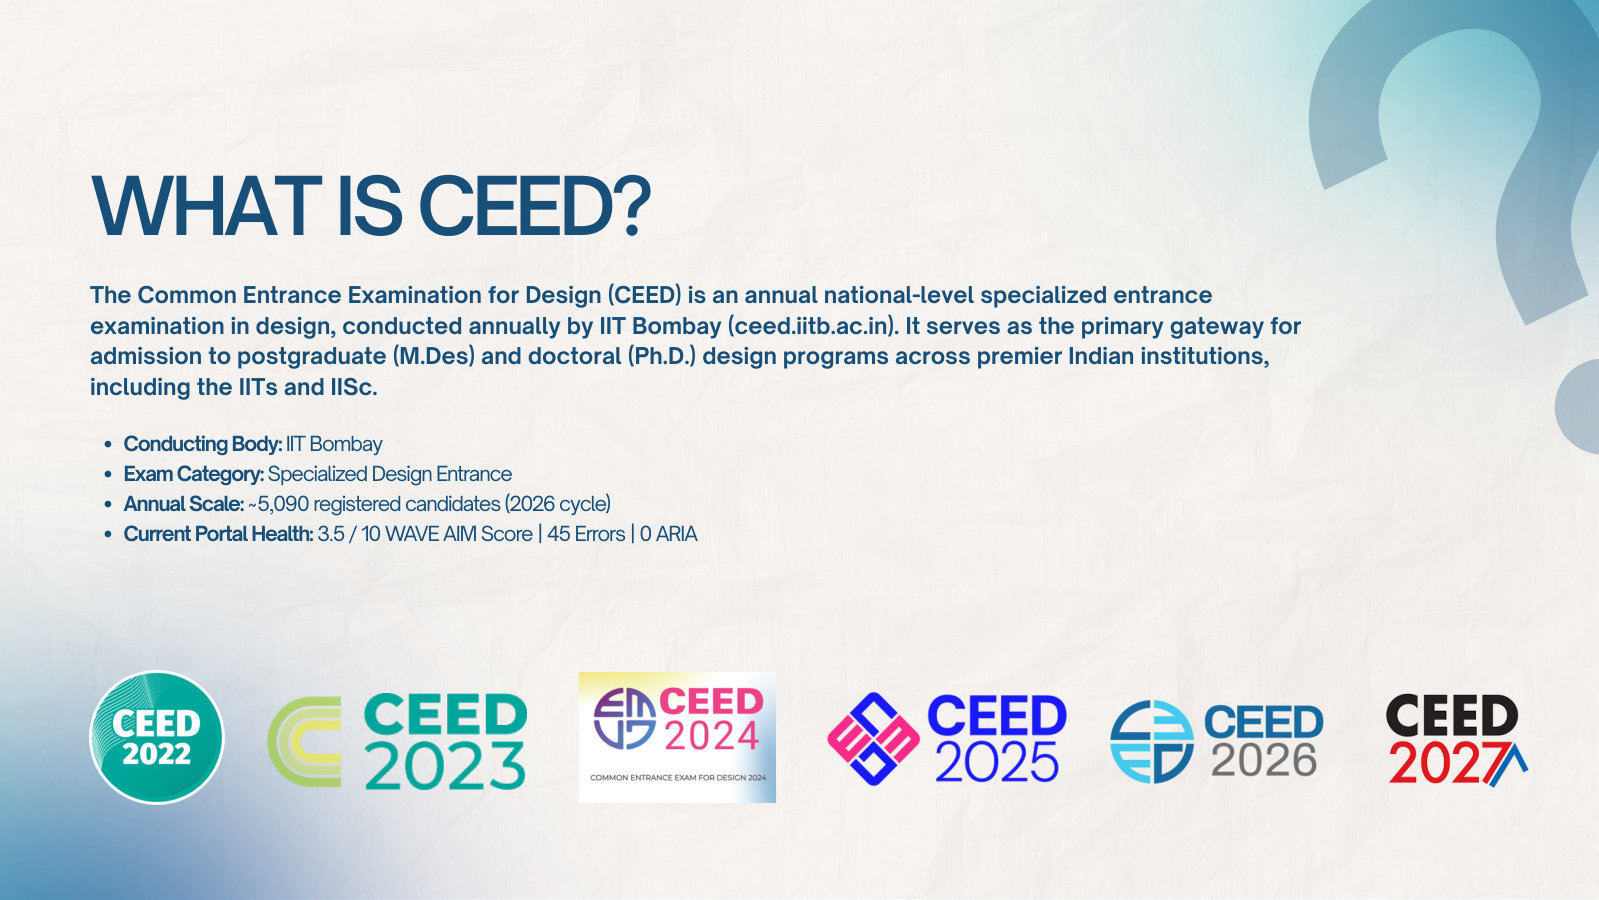 WHAT IS CEED?
The Common Entrance Examination for Design (CEED) is an annual national-level specialized entrance
examination in design, conducted annually by IIT Bombay (ceed.iitb.ac.in). It serves as the primary gateway for
admission to postgraduate (M.Des) and doctoral (Ph.D.) design programs across premier Indian institutions,
including the IITs and IISc.
• Conducting Body: IIT Bombay
• Exam Category: Specialized Design Entrance
• Annual Scale: ~5,090 registered candidates (2026 cycle)
• Current Portal Health: 3.5 / 10 WAVE AIM Score | 45 Errors | 0 ARIA
CEED
2022
CEED
2023
CEED
2024
COMMON ENTRANCE EXAM FOR DESIGN 2024
CEED
2025
CEED
2026
CEED
2027